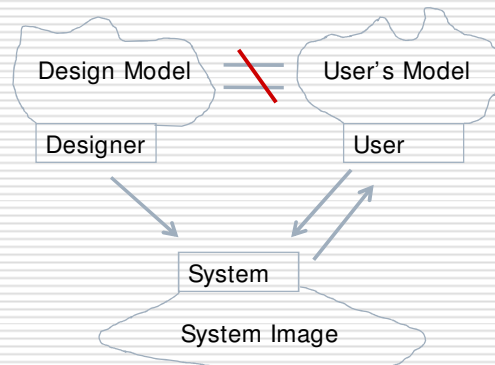 Design Model
User's Model
Designer
User
System
System Image